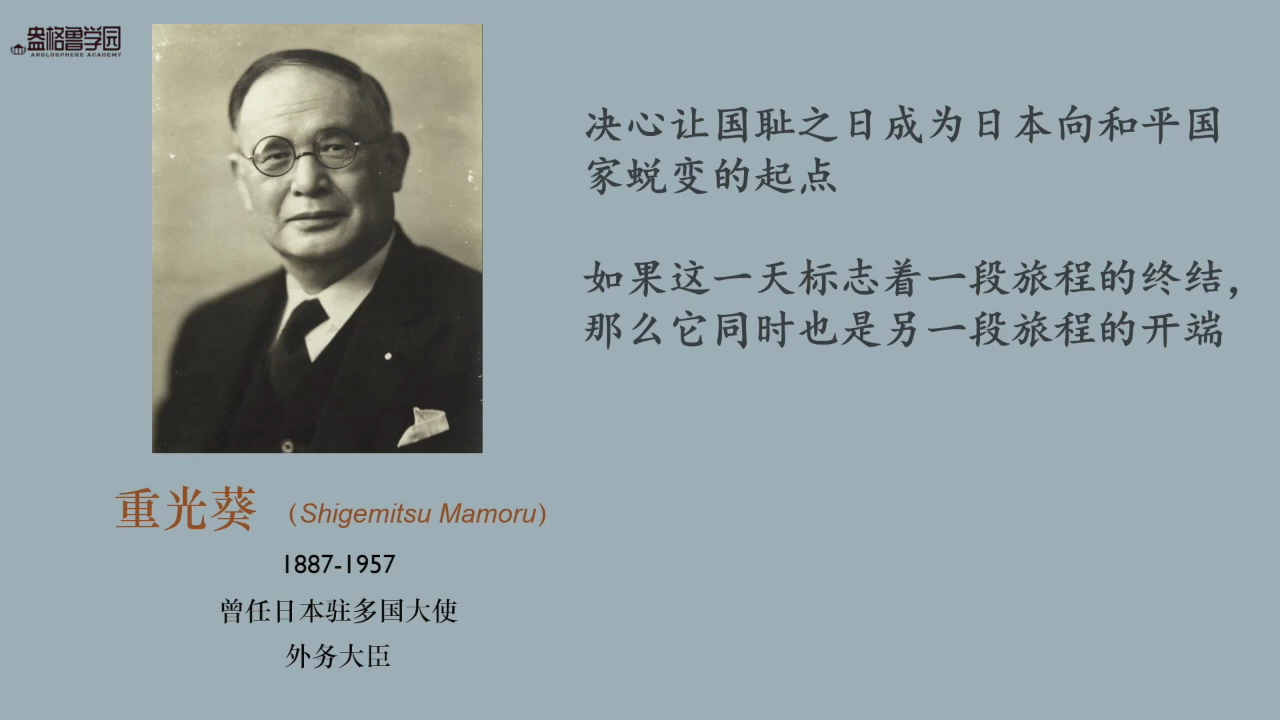 盎格鲁学园
ANGLOSPHERE ACADEMY
决心让国耻之日成为日本向和平国
家蜕变的起点
如果这一天标志着一段旅程的终结，
那么它同时也是另一段旅程的开端
重光葵 （Shigemitsu Mamoru）
1887-1957
曾任日本驻多国大使
外务大臣